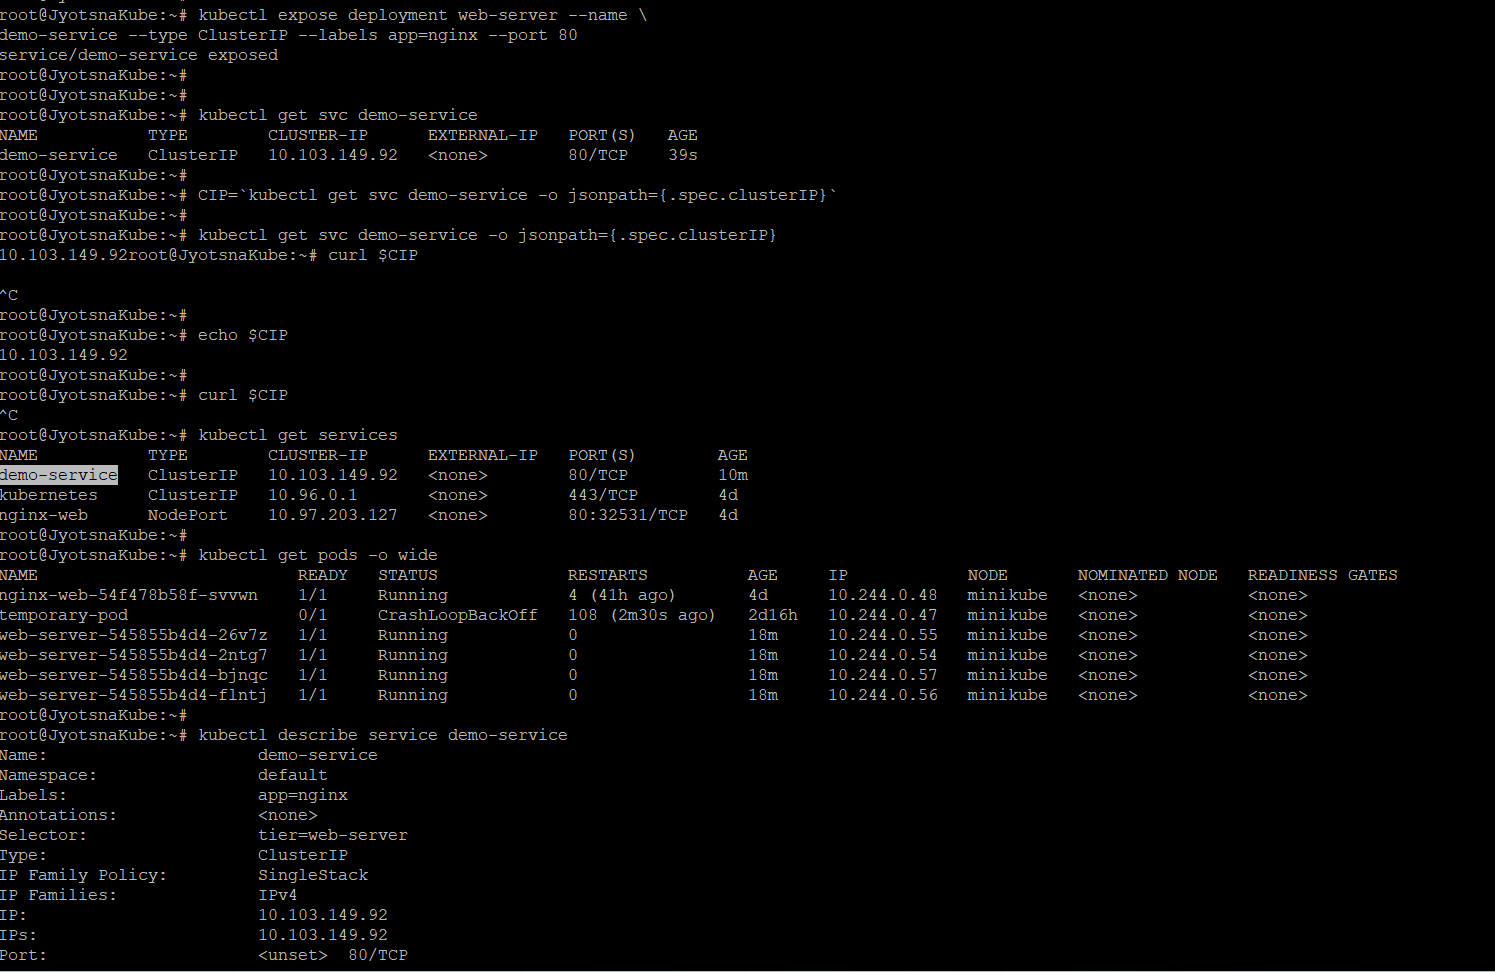 root@JyotsnaKube:~# kubectl expose deployment web-server --name \
demo-service --type ClusterIP --labels app=nginx --port 80
service/demo-service exposed
root@JyotsnaKube:~#
root@JyotsnaKube:~#
root@JyotsnaKube:~# kubectl get svc demo-service
NAME           TYPE        CLUSTER-IP      EXTERNAL-IP   PORT(S)   AGE
demo-service   ClusterIP   10.103.149.92   <none>        80/TCP    39s
root@JyotsnaKube:~#
root@JyotsnaKube:~# CIP=`kubectl get svc demo-service -o jsonpath={.spec.clusterIP}`
root@JyotsnaKube:~#
root@JyotsnaKube:~# kubectl get svc demo-service -o jsonpath={.spec.clusterIP}
10.103.149.92root@JyotsnaKube:~# curl $CIP
^C
root@JyotsnaKube:~#
root@JyotsnaKube:~# echo $CIP
10.103.149.92
root@JyotsnaKube:~#
root@JyotsnaKube:~# curl $CIP
^C
root@JyotsnaKube:~# kubectl get services
NAME           TYPE        CLUSTER-IP      EXTERNAL-IP   PORT(S)        AGE
demo-service   ClusterIP   10.103.149.92   <none>        80/TCP         10m
kubernetes     ClusterIP   10.96.0.1       <none>        443/TCP        4d
nginx-web      NodePort    10.97.203.127   <none>        80:32531/TCP   4d
root@JyotsnaKube:~#
root@JyotsnaKube:~# kubectl get pods -o wide
NAME                          READY   STATUS             RESTARTS          AGE     IP            NODE       NOMINATED NODE   READINESS GATES
nginx-web-54f478b58f-svvwn    1/1     Running            4 (41h ago)       4d      10.244.0.48   minikube   <none>           <none>
temporary-pod                 0/1     CrashLoopBackOff   108 (2m30s ago)   2d16h   10.244.0.47   minikube   <none>           <none>
web-server-545855b4d4-26v7z   1/1     Running            0                 18m     10.244.0.55   minikube   <none>           <none>
web-server-545855b4d4-2ntg7   1/1     Running            0                 18m     10.244.0.54   minikube   <none>           <none>
web-server-545855b4d4-bjnqc   1/1     Running            0                 18m     10.244.0.57   minikube   <none>           <none>
web-server-545855b4d4-flntj   1/1     Running            0                 18m     10.244.0.56   minikube   <none>           <none>
root@JyotsnaKube:~#
root@JyotsnaKube:~# kubectl describe service demo-service
Name:                     demo-service
Namespace:                default
Labels:                   app=nginx
Annotations:              <none>
Selector:                 tier=web-server
Type:                     ClusterIP
IP Family Policy:         SingleStack
IP Families:              IPv4
IP:                       10.103.149.92
IPs:                      10.103.149.92
Port:                     <unset>  80/TCP